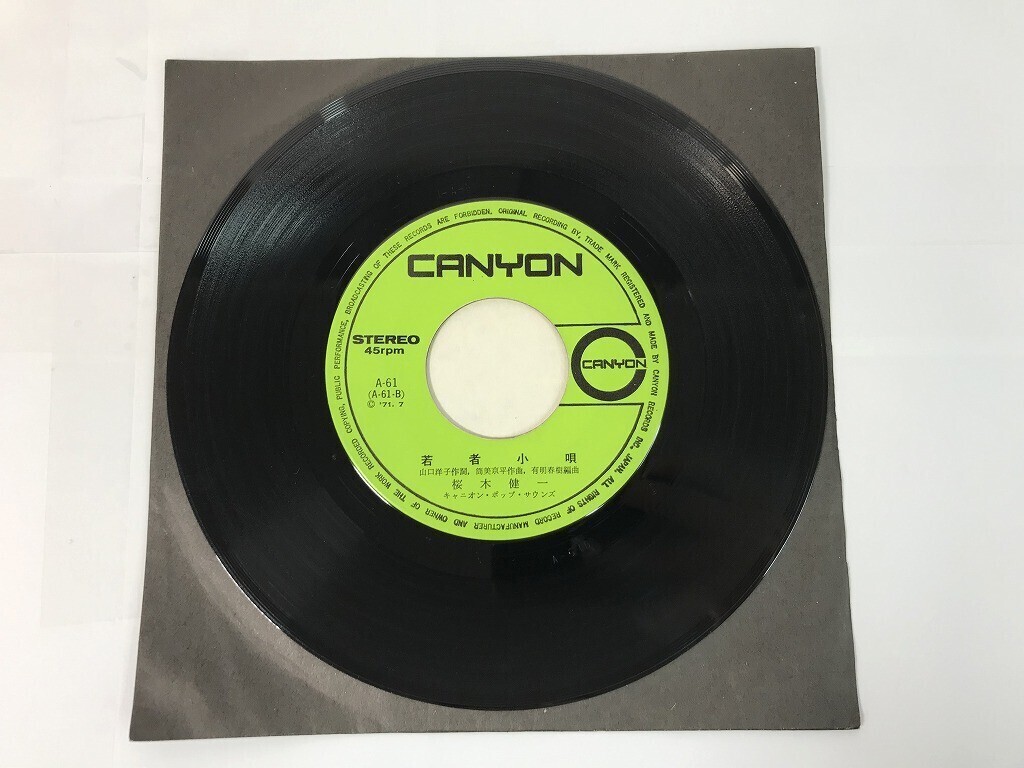 CANYON
STEREO
45rpm
A-61
(A-61-B)
© '71. 7
CANYON
若者小唄
山口洋子作詞, 筒美京平作曲, 有明春樹編曲
桜木健一
キャニオン・ポップ・サウンズ
ORIGINAL RECORDING BY, TRADE MARK REGISTERED AND MADE BY CANYON RECORDS INC. JAPAN. ALL RIGHTS OF RECORD MANUFACTURER AND OWNER OF THE WORK RECORDED COPYING, PUBLIC PERFORMANCE, BROADCASTING OF THESE RECORDS ARE FORBIDDEN.